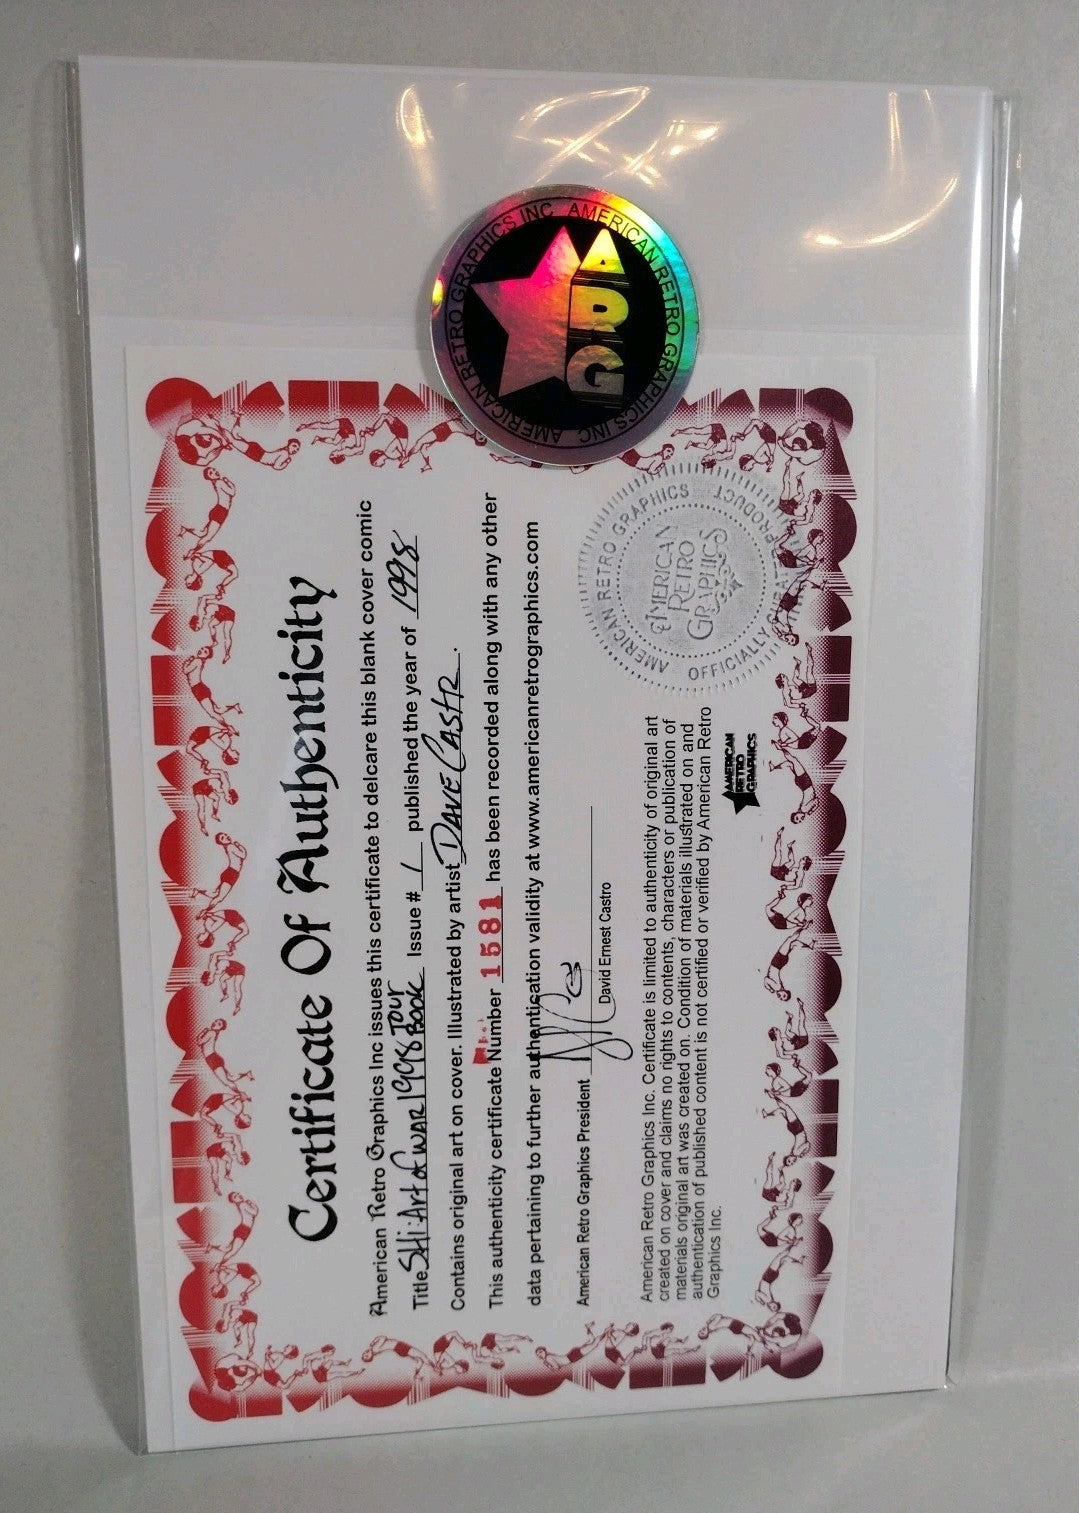 AMERICAN RETRO GRAPHICS INC AMERICAN RETRO GRAPHICS INC
ARG
Certificate Of Authenticity
American Retro Graphics Inc issues this certificate to delcare this blank cover comic
Title SHi: Art of WAR 1998 TOUR BOOK Issue # 1 published the year of 1998
Contains original art on cover. Illustrated by artist DAVE CASTR.
This authenticity certificate Number 1581 has been recorded along with any other
data pertaining to further authentication validity at www.americanretrographics.com
American Retro Graphics President
David Ernest Castro
American Retro Graphics Inc. Certificate is limited to authenticity of original art
created on cover and claims no rights to contents, characters or publication of
materials original art was created on. Condition of materials illustrated on and
authentication of published content is not certified or verified by American Retro
Graphics Inc.
AMERICAN
RETRO
GRAPHICS
AMERICAN RETRO GRAPHICS
OFFICIALLY PRODUCT
AMERICAN
RETRO
GRAPHICS